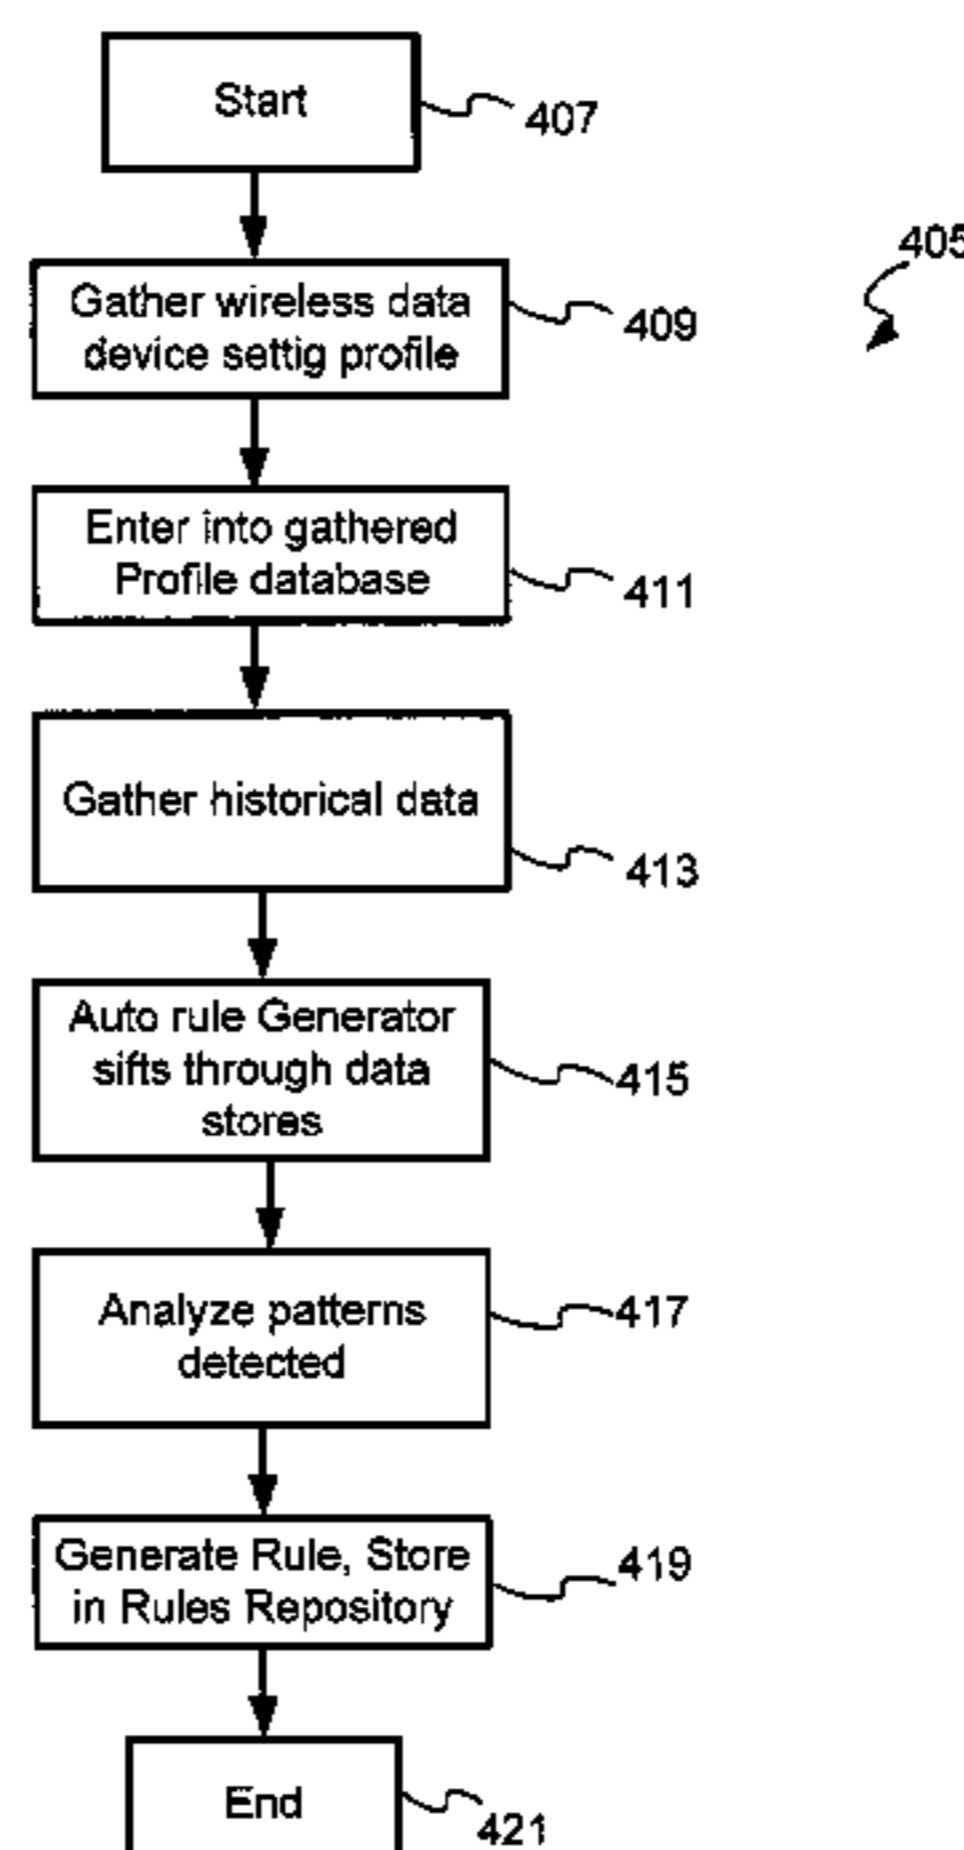 Start
407
405
Gather wireless data
device settig profile
409
Enter into gathered
Profile database
411
Gather historical data
413
Auto rule Generator
sifts through data
stores
415
Analyze patterns
detected
417
Generate Rule, Store
in Rules Repository
419
End
421